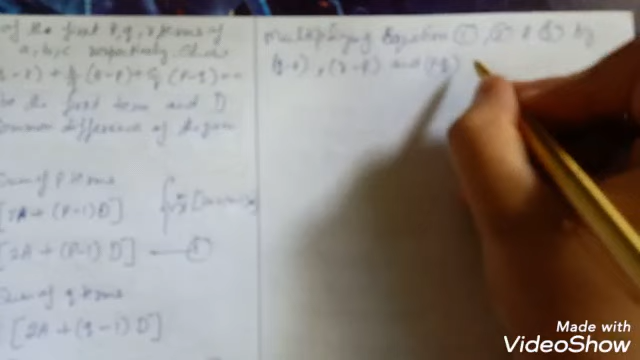 of the first P, q, r terms of
a, b, c respectively show
(q-r) + (r-P) + (P-q) =
be the first term and D
Common difference of
Sum of P terms
[2A + (P-1) D]
[2A + (P-1) D] — ①
Sum of q terms
[2A + (q-1) D]
Multiplying Equation ①, ② & ③ by
(q-r), (r-P) and (P-q)
Made with
VideoShow